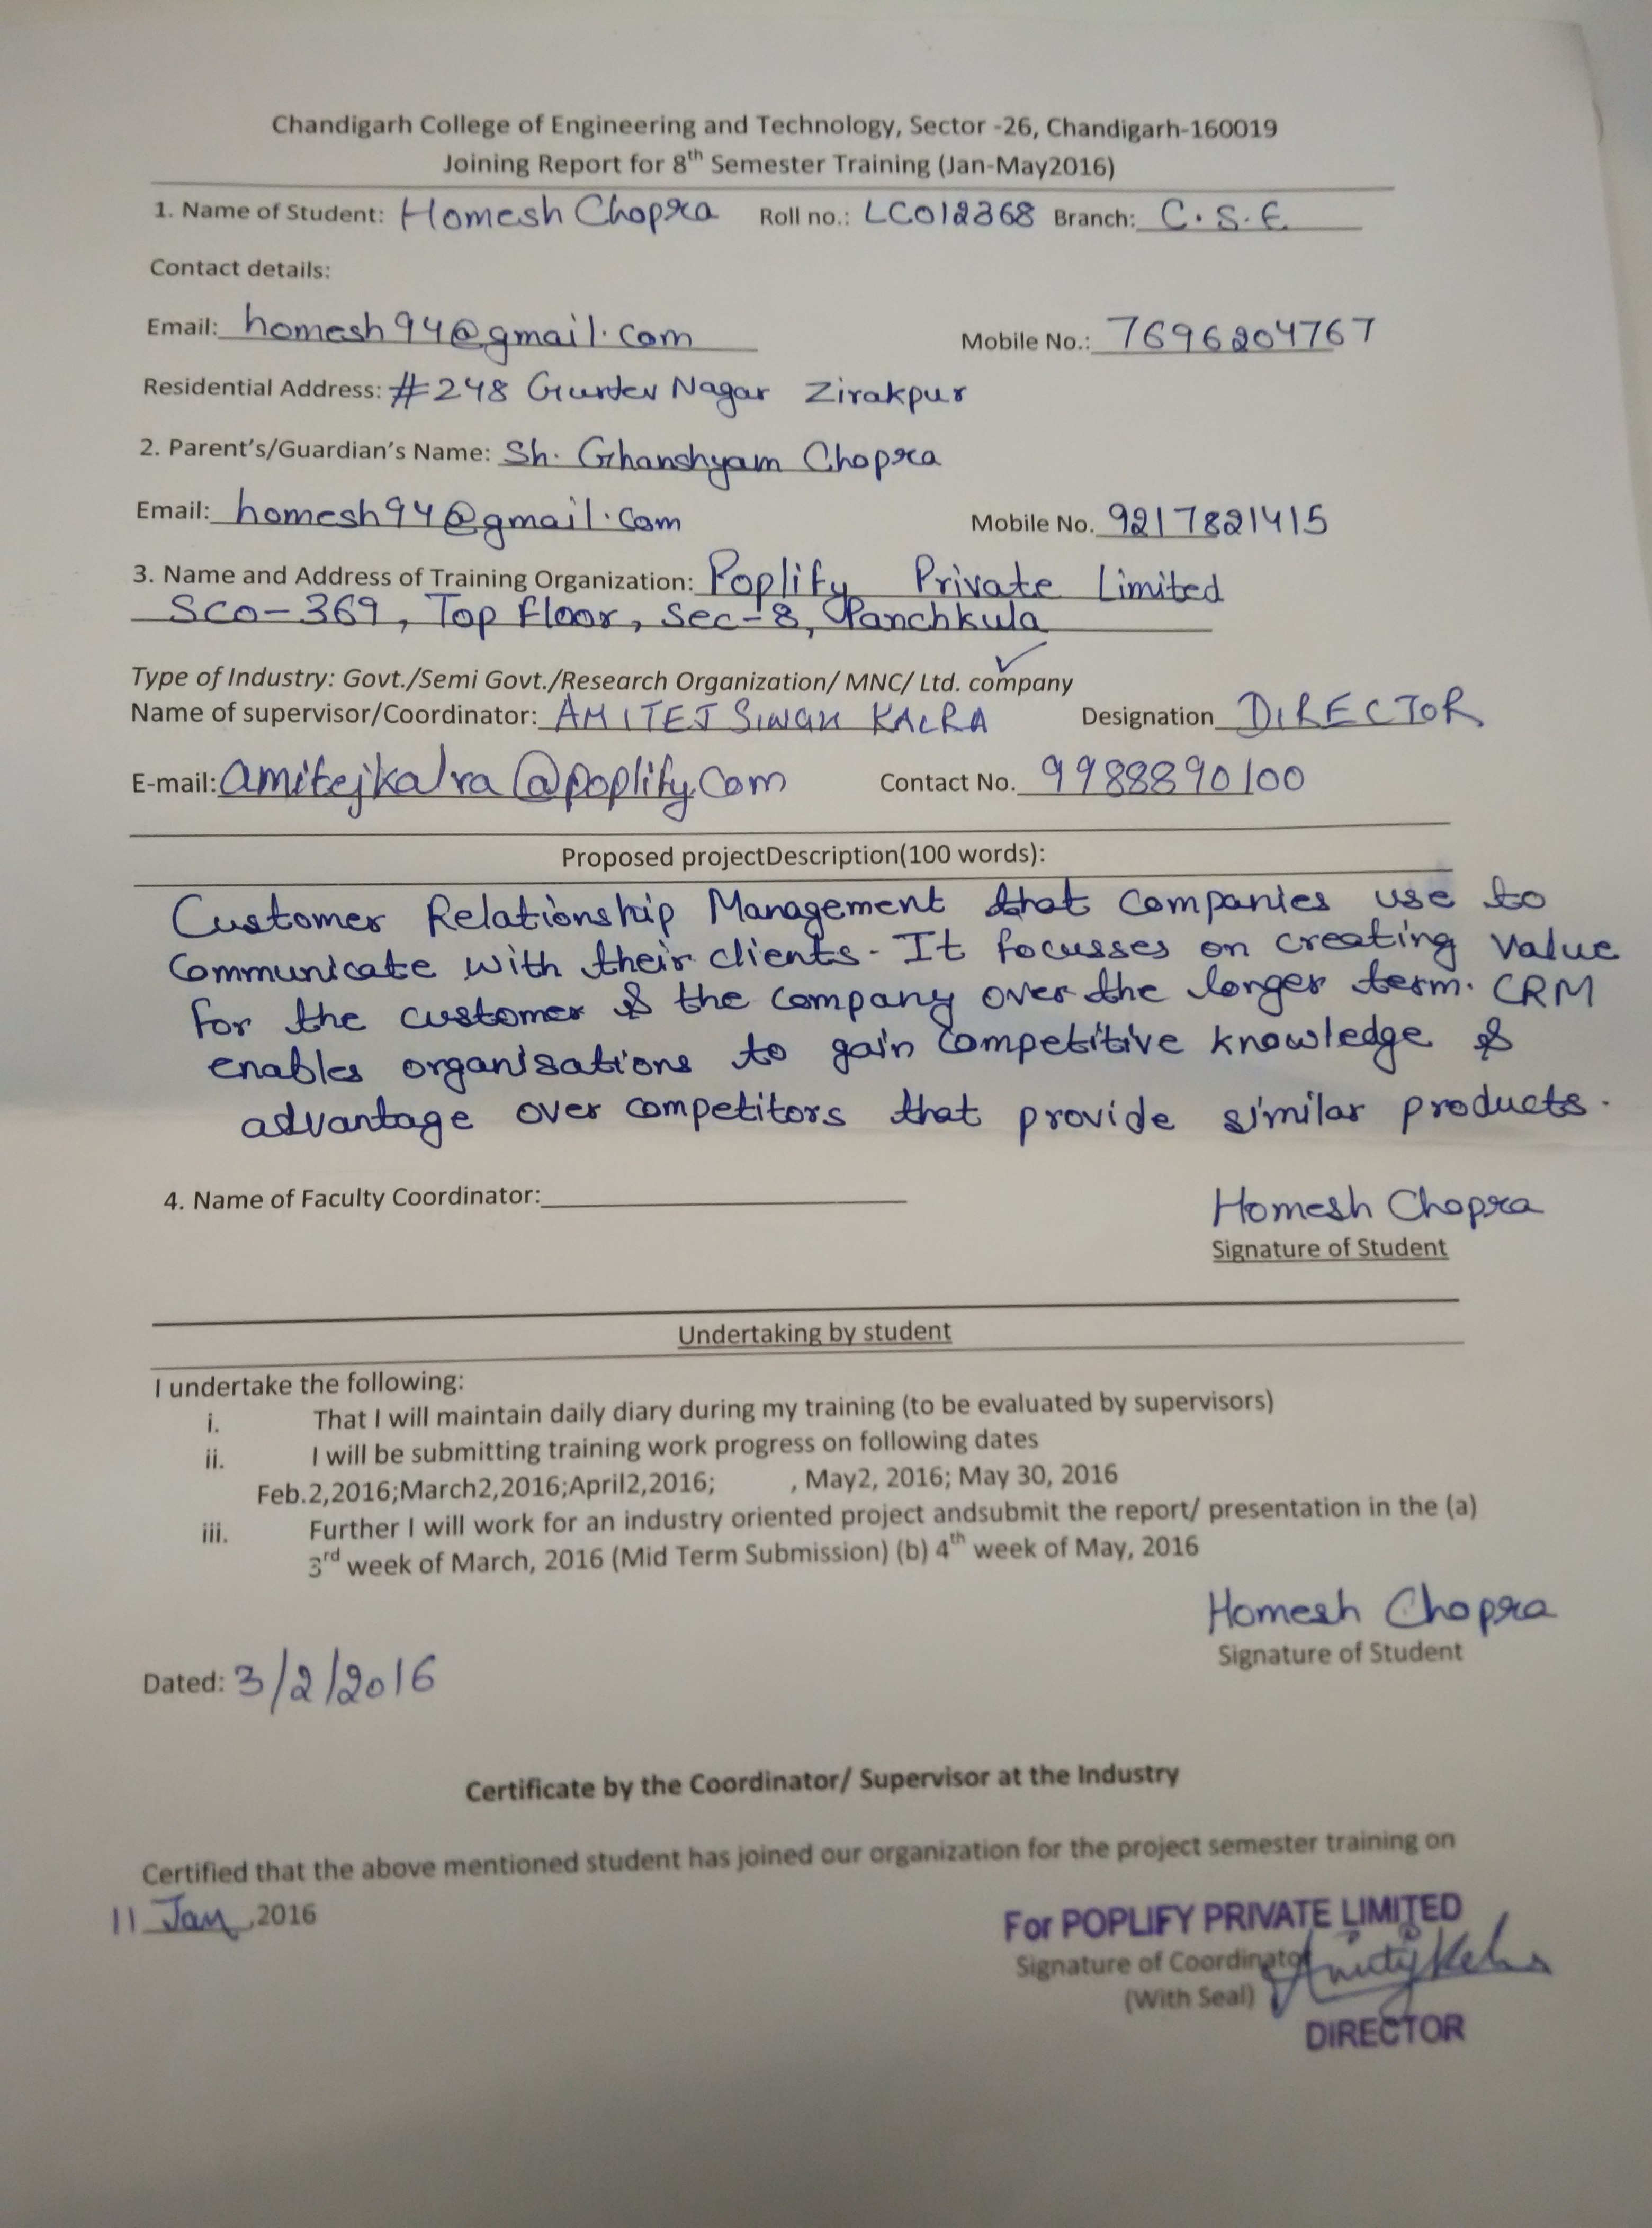 Chandigarh College of Engineering and Technology, Sector -26, Chandigarh-160019
Joining Report for 8th Semester Training (Jan-May2016)
1. Name of Student: Homesh Chopra Roll no.: LCO12368 Branch: C.S.E
Contact details:
Email: homesh94@gmail.com Mobile No.: 7696204767
Residential Address: #248 Gurdev Nagar Zirakpur
2. Parent's/Guardian's Name: Sh. Ghanshyam Chopra
Email: homesh94@gmail.com Mobile No. 9217821415
3. Name and Address of Training Organization: Poplify Private Limited
SCO-369, Top Floor, Sec-8, Panchkula
Type of Industry: Govt./Semi Govt./Research Organization/ MNC/ Ltd. company
Name of supervisor/Coordinator: AMITEJ SINGH KALRA Designation DIRECTOR
E-mail: amitejkalra@poplify.com Contact No. 9988890100
Proposed projectDescription(100 words):
Customer Relationship Management that companies use to
communicate with their clients. It focusses on creating value
for the customer & the company over the longer term. CRM
enables organisations to gain competitive knowledge &
advantage over competitors that provide similar products.
4. Name of Faculty Coordinator:
Homesh Chopra
Signature of Student
Undertaking by student
I undertake the following:
i. That I will maintain daily diary during my training (to be evaluated by supervisors)
ii. I will be submitting training work progress on following dates
Feb.2,2016;March2,2016;April2,2016; , May2, 2016; May 30, 2016
iii. Further I will work for an industry oriented project andsubmit the report/ presentation in the (a)
3rd week of March, 2016 (Mid Term Submission) (b) 4th week of May, 2016
Homesh Chopra
Signature of Student
Dated: 3/2/2016
Certificate by the Coordinator/ Supervisor at the Industry
Certified that the above mentioned student has joined our organization for the project semester training on
11 Jan ,2016
For POPLIFY PRIVATE LIMITED
Signature of Coordinator
(With Seal)
DIRECTOR